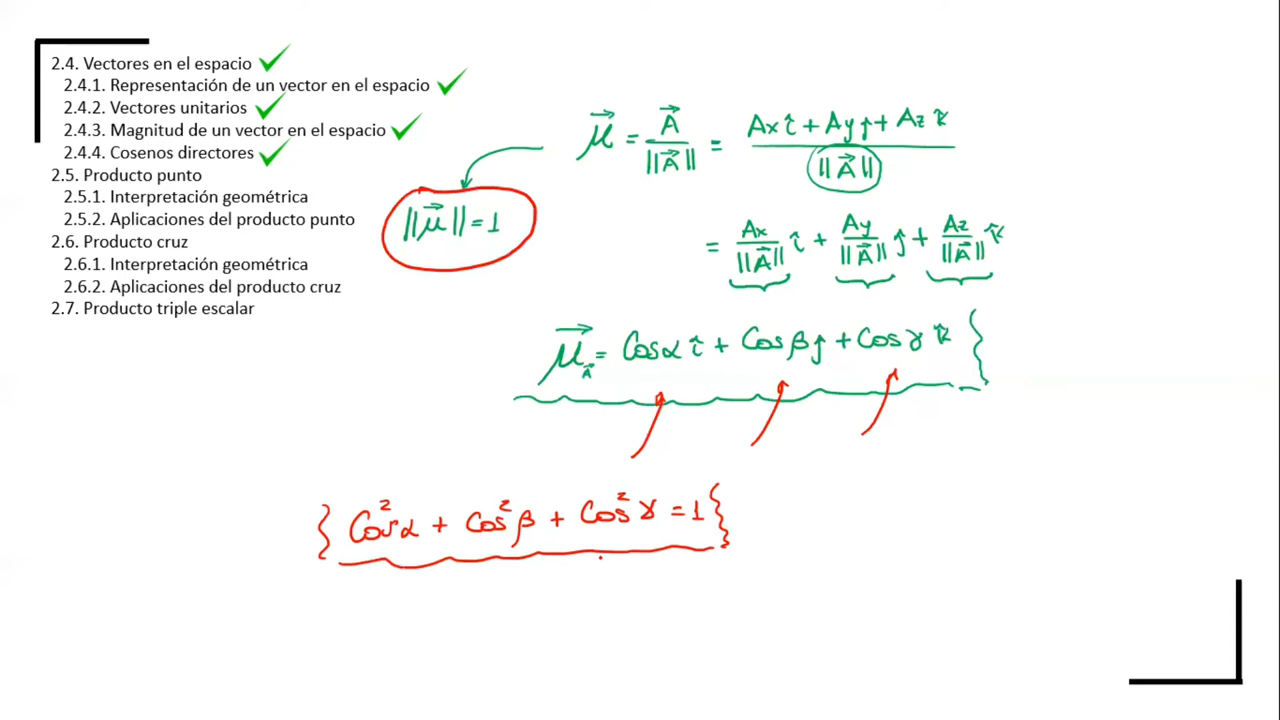 2.4. Vectores en el espacio
2.4.1. Representación de un vector en el espacio
2.4.2. Vectores unitarios
2.4.3. Magnitud de un vector en el espacio
2.4.4. Cosenos directores
2.5. Producto punto
2.5.1. Interpretación geométrica
2.5.2. Aplicaciones del producto punto
2.6. Producto cruz
2.6.1. Interpretación geométrica
2.6.2. Aplicaciones del producto cruz
2.7. Producto triple escalar
μ⃗ = A⃗ / ||A⃗|| = (Ax î + Ay ĵ + Az k̂) / ||A⃗||
||μ⃗|| = 1
= Ax/||A⃗|| î + Ay/||A⃗|| ĵ + Az/||A⃗|| k̂
μ⃗_A⃗ = Cosα î + Cosβ ĵ + Cosγ k̂ }
{ Cos²α + Cos²β + Cos²γ = 1 }